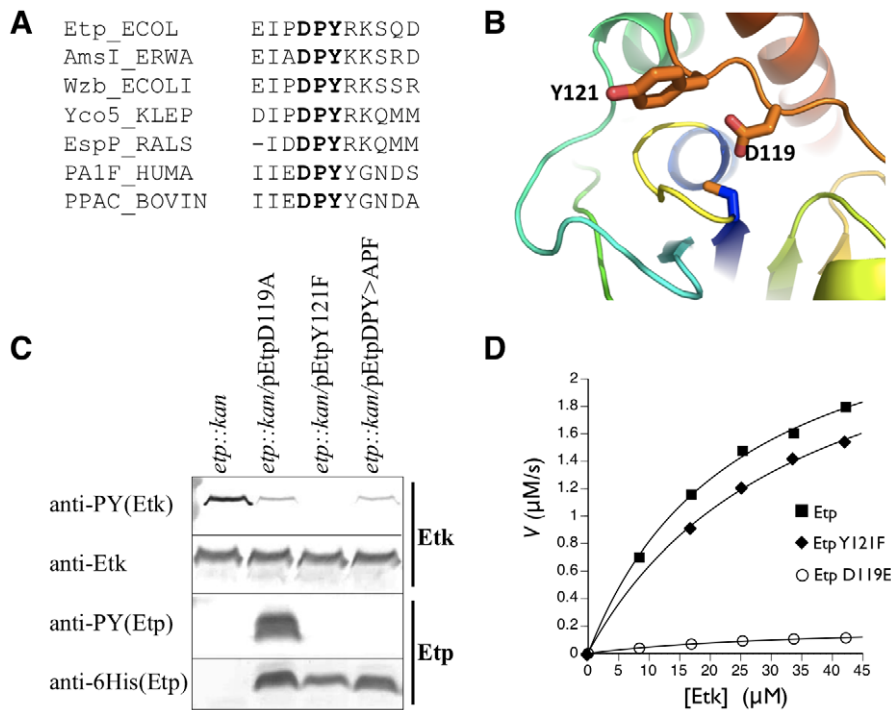 A
Etp_ECOL EIPDPYRKSQD
AmsI_ERWA EIADPYKKSRD
Wzb_ECOLI EIPDPYRKSSR
Yco5_KLEP DIPDPYRKQMM
EspP_RALS -IDDPYRKQMM
PA1F_HUMA IIEDPYYGNDS
PPAC_BOVIN IIEDPYYGNDA
B
Y121
D119
C
etp::kan
etp::kan/pEtpD119A
etp::kan/pEtpY121F
etp::kan/pEtpDPY>APF
anti-PY(Etk)
anti-Etk
anti-PY(Etp)
anti-6His(Etp)
Etk
Etp
D
2
1.8
1.6
1.4
1.2
1
0.8
0.6
0.4
0.2
0
V (µM/s)
Etp
Etp Y121F
Etp D119E
0 5 10 15 20 25 30 35 40 45
[Etk] (µM)